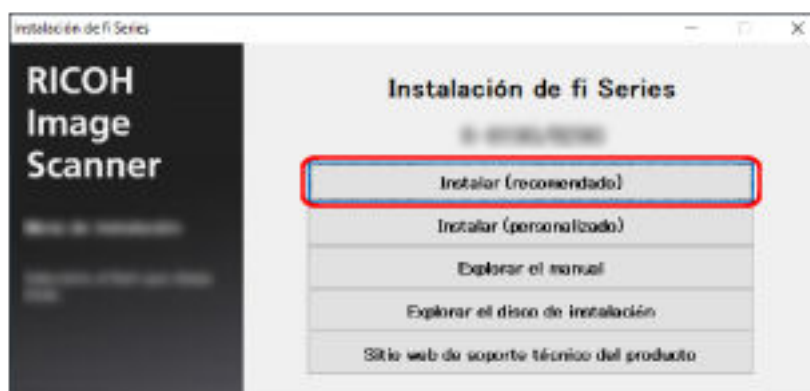 Instalación de fi Series
RICOH
Image
Scanner
Instalación de fi Series
Instalar (recomendado)
Instalar (personalizado)
Explorar el manual
Explorar el disco de instalación
Sitio web de soporte técnico del producto